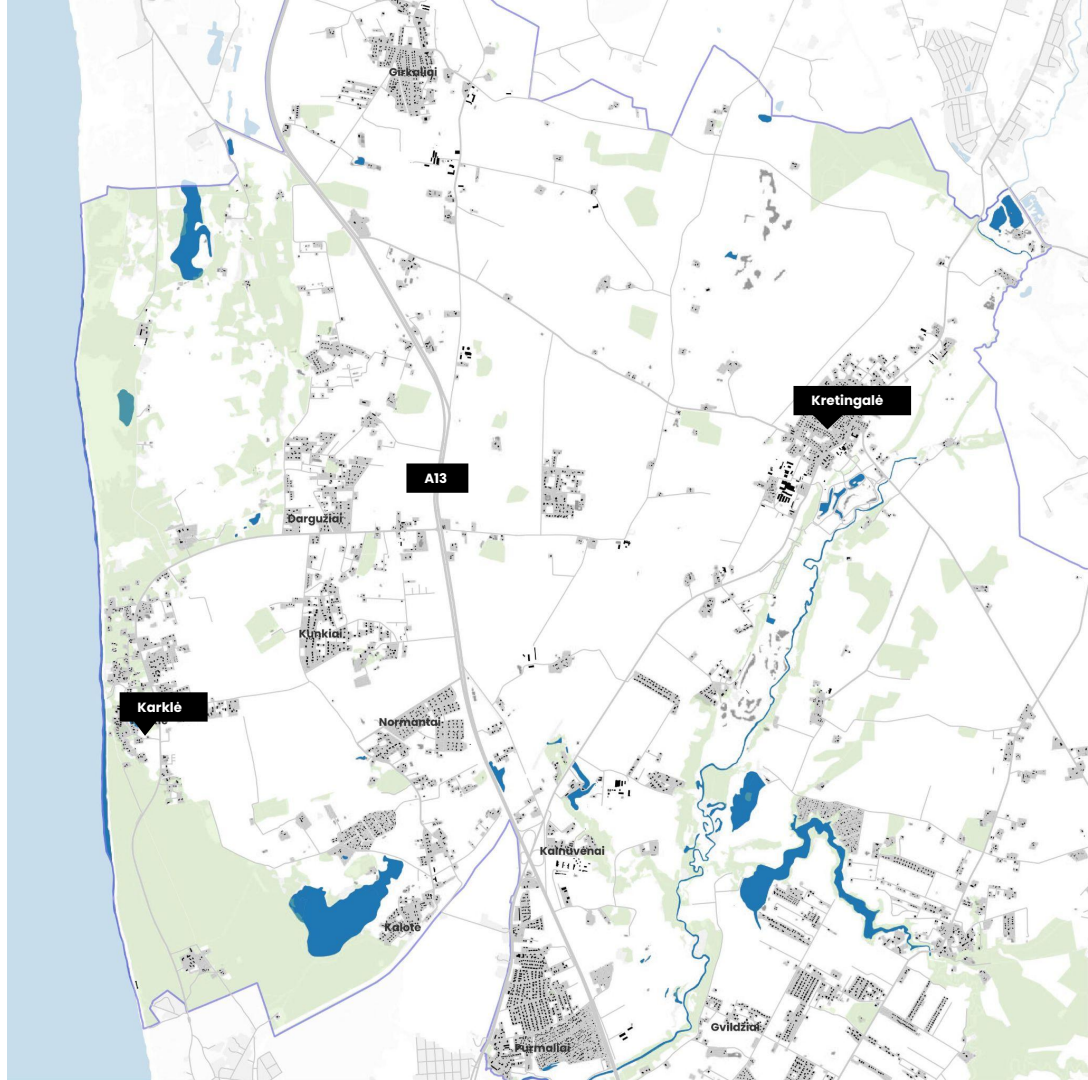 Girkaliai
Kretingalė
A13
Dargužiai
Kunkiai
Karklė
Normantai
Kalnuvėnai
Kalotė
Gvildžiai
Purmaliai